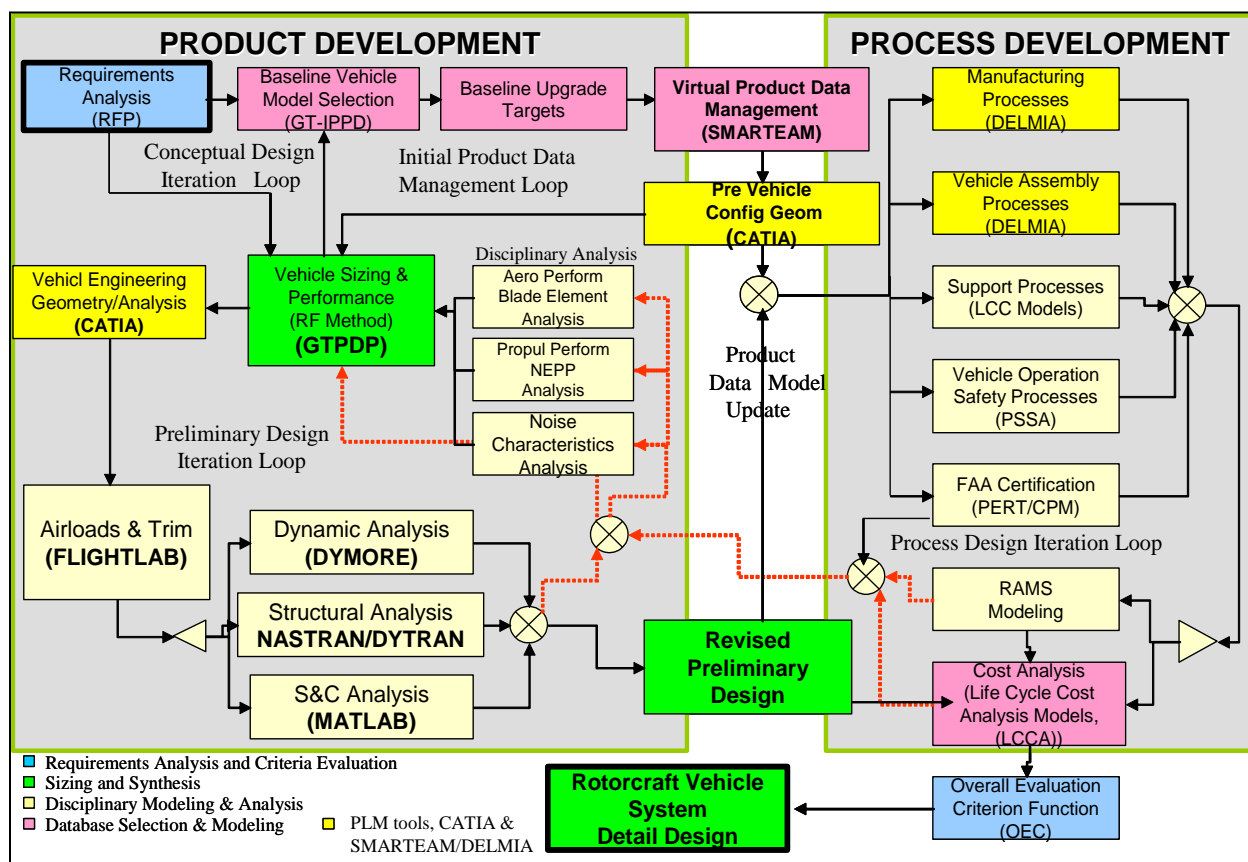 PRODUCT DEVELOPMENT
PROCESS DEVELOPMENT
Requirements
Analysis
(RFP)
Baseline Vehicle
Model Selection
(GT-IPPD)
Baseline Upgrade
Targets
Virtual Product Data
Management
(SMARTEAM)
Manufacturing
Processes
(DELMIA)
Conceptual Design
Iteration Loop
Initial Product Data
Management Loop
Pre Vehicle
Config Geom
(CATIA)
Vehicle Assembly
Processes
(DELMIA)
Vehicl Engineering
Geometry/Analysis
(CATIA)
Vehicle Sizing &
Performance
(RF Method)
(GTPDP)
Disciplinary Analysis
Aero Perform
Blade Element
Analysis
Propul Perform
NEPP
Analysis
Noise
Characteristics
Analysis
Support Processes
(LCC Models)
Product
Data Model
Update
Vehicle Operation
Safety Processes
(PSSA)
Preliminary Design
Iteration Loop
FAA Certification
(PERT/CPM)
Process Design Iteration Loop
Airloads & Trim
(FLIGHTLAB)
Dynamic Analysis
(DYMORE)
Structural Analysis
NASTRAN/DYTRAN
S&C Analysis
(MATLAB)
Revised
Preliminary
Design
RAMS
Modeling
Cost Analysis
(Life Cycle Cost
Analysis Models,
(LCCA))
Requirements Analysis and Criteria Evaluation
Sizing and Synthesis
Disciplinary Modeling & Analysis
Database Selection & Modeling
PLM tools, CATIA &
SMARTEAM/DELMIA
Rotorcraft Vehicle
System
Detail Design
Overall Evaluation
Criterion Function
(OEC)